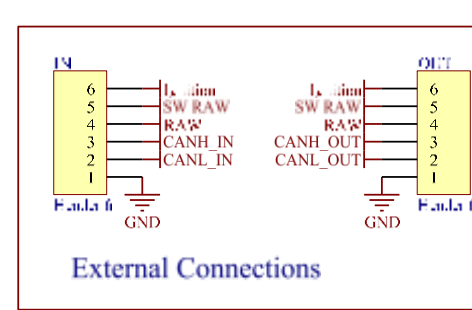 IN
OUT
6
5
4
3
2
1
SW RAW
RAW
CANH_IN
CANL_IN
GND
SW RAW
RAW
CANH_OUT
CANL_OUT
6
5
4
3
2
1
GND
External Connections